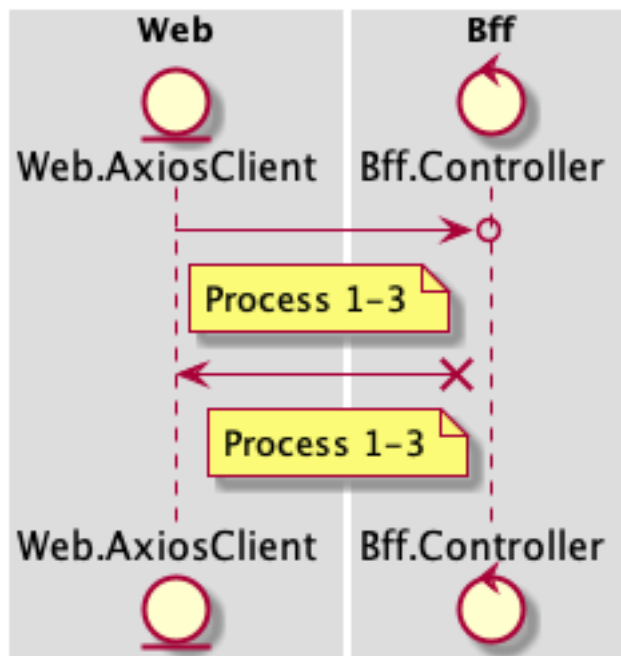 Web
Bff
Web.AxiosClient
Bff.Controller
Process 1-3
Process 1-3
Web.AxiosClient
Bff.Controller